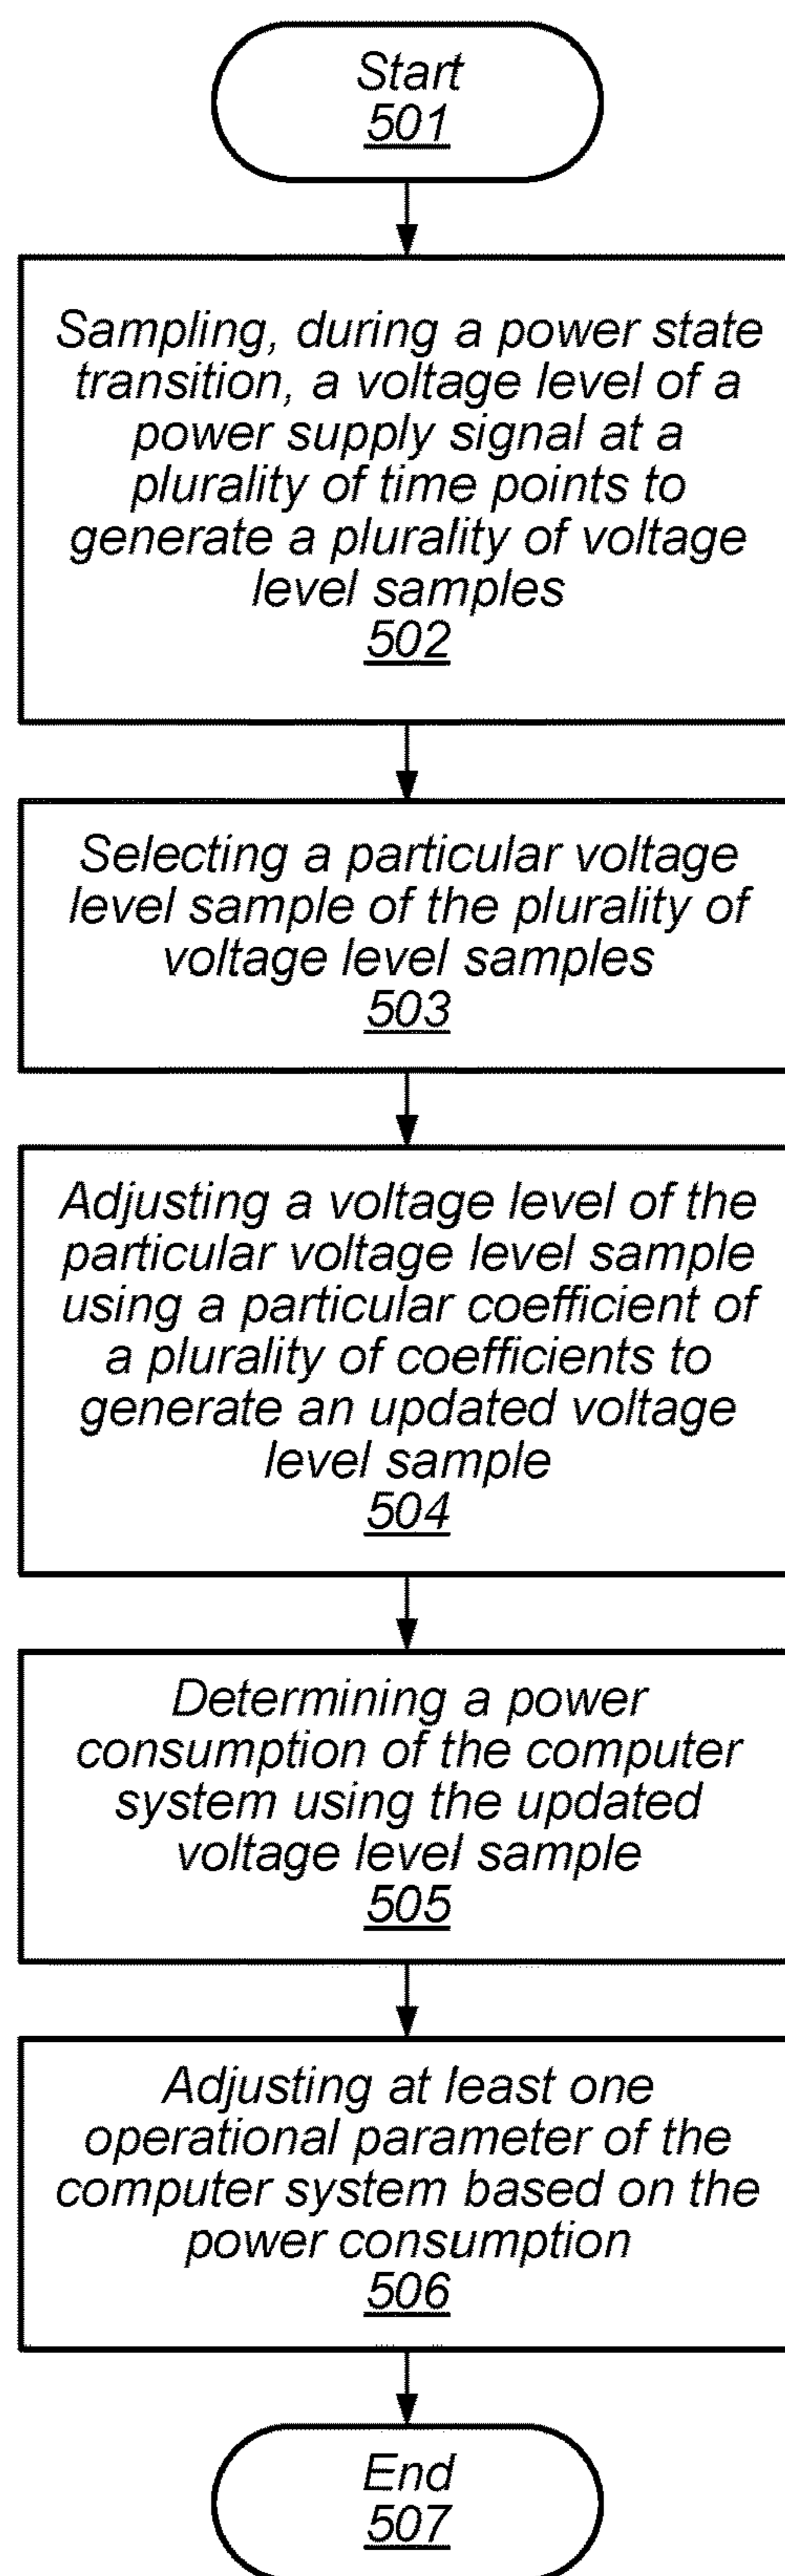 Start
501
Sampling, during a power state
transition, a voltage level of a
power supply signal at a
plurality of time points to
generate a plurality of voltage
level samples
502
Selecting a particular voltage
level sample of the plurality of
voltage level samples
503
Adjusting a voltage level of the
particular voltage level sample
using a particular coefficient of
a plurality of coefficients to
generate an updated voltage
level sample
504
Determining a power
consumption of the computer
system using the updated
voltage level sample
505
Adjusting at least one
operational parameter of the
computer system based on the
power consumption
506
End
507